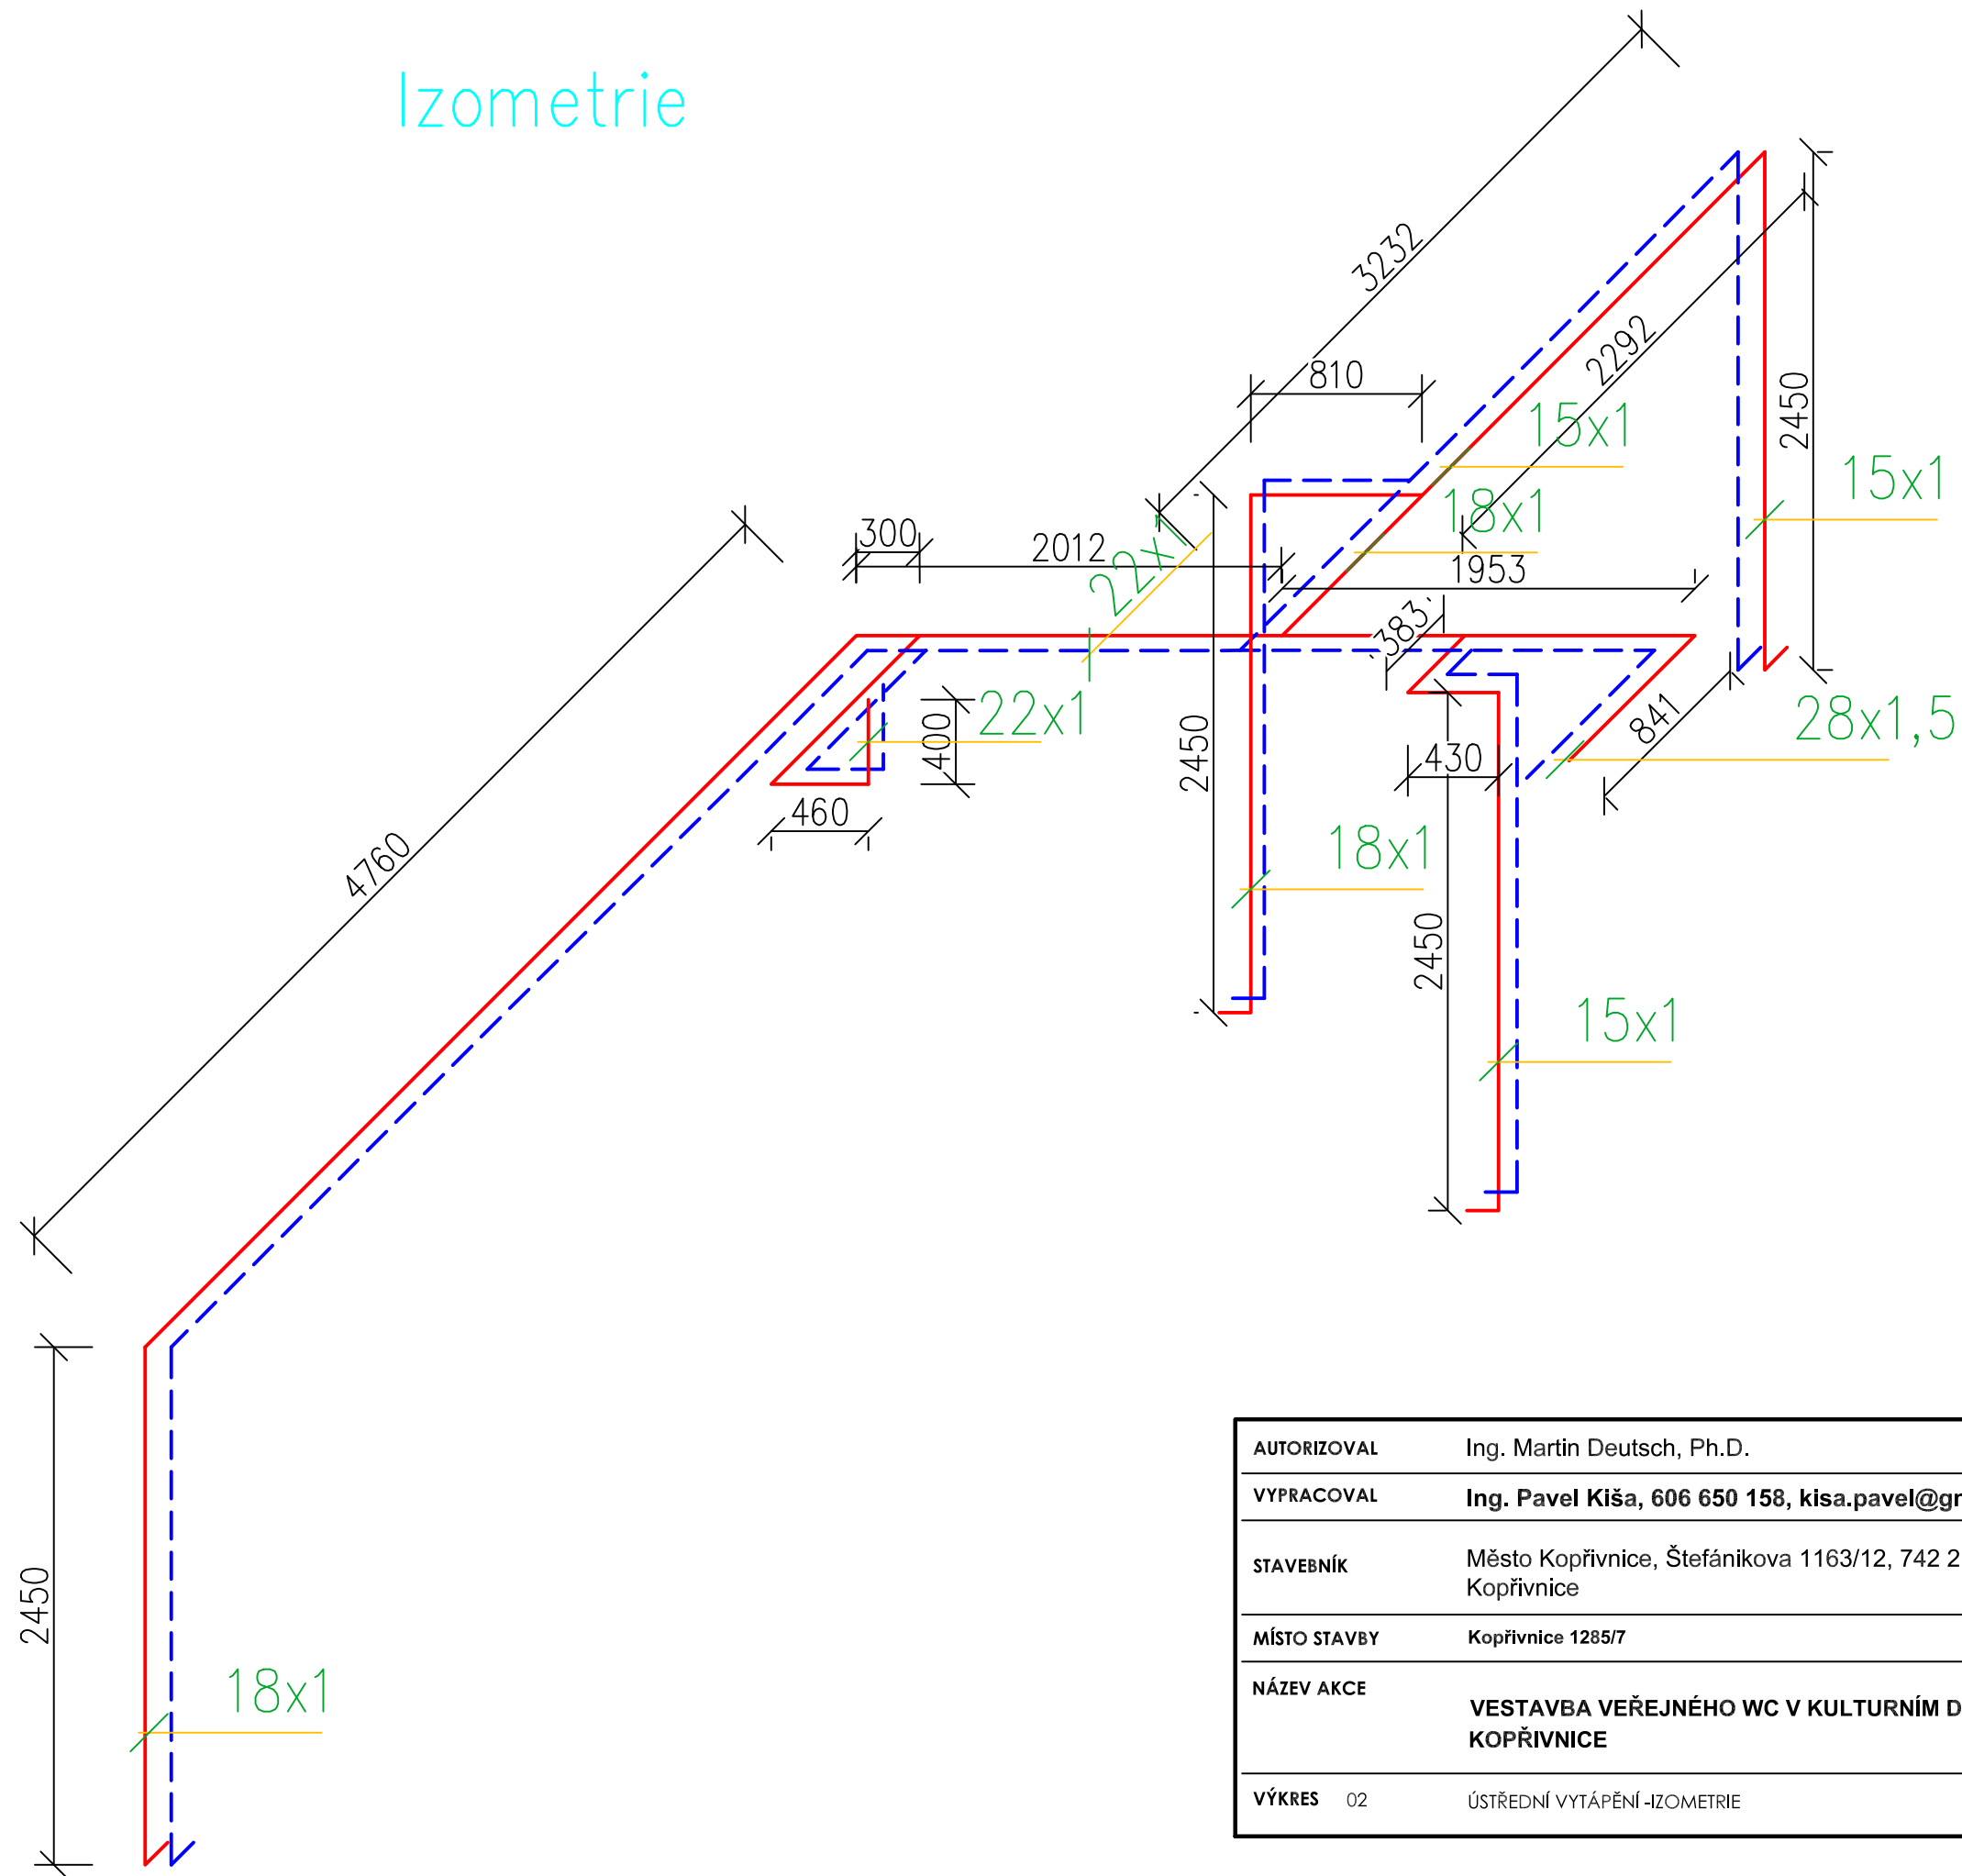 Izometrie
3232
2292
810
2450
15x1
15x1
18x1
300
2012
22x1
1953
383
22x1
400
28x1,5
841
430
2450
460
4760
18x1
2450
15x1
2450
18x1
AUTORIZOVAL Ing. Martin Deutsch, Ph.D.
VYPRACOVAL Ing. Pavel Kiša, 606 650 158, kisa.pavel@
STAVEBNÍK Město Kopřivnice, Štefánikova 1163/12, 742 2
Kopřivnice
MÍSTO STAVBY Kopřivnice 1285/7
NÁZEV AKCE
VESTAVBA VEŘEJNÉHO WC V KULTURNÍM D
KOPŘIVNICE
VÝKRES 02 ÚSTŘEDNÍ VYTÁPĚNÍ -IZOMETRIE